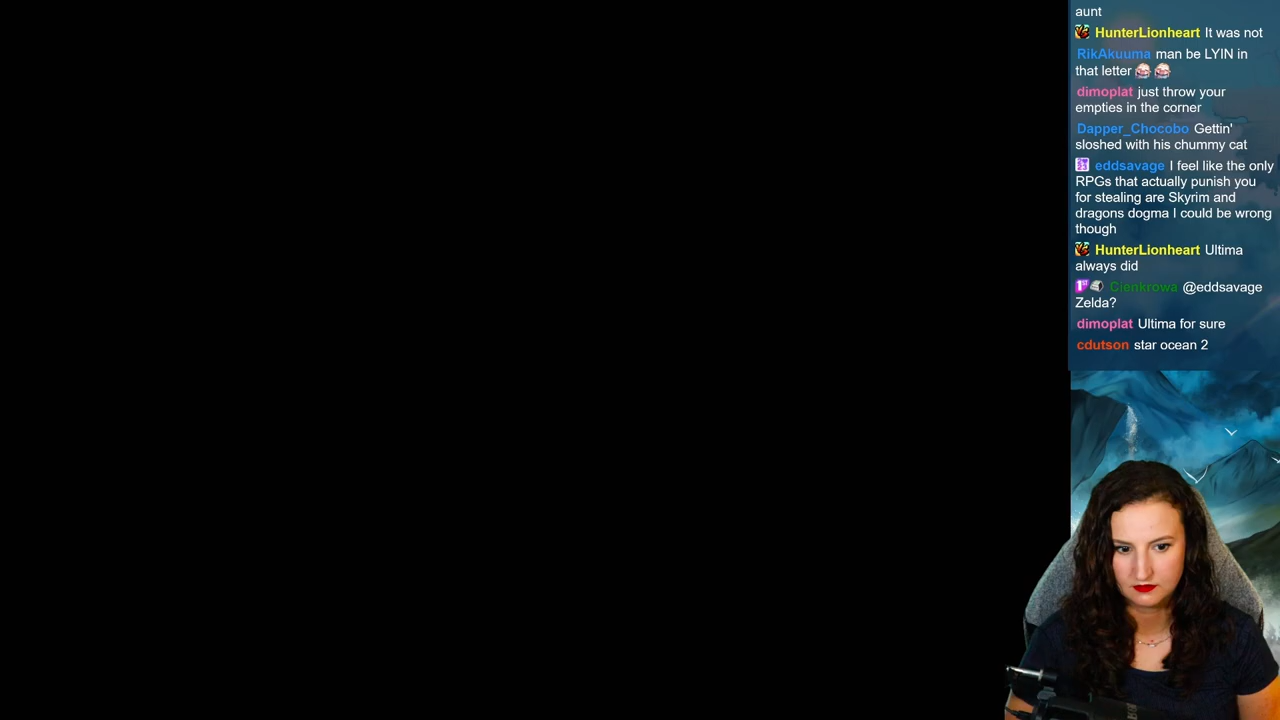 aunt
HunterLionheart It was not
RikAkuuma man be LYIN in
that letter
dimoplat just throw your
empties in the corner
Dapper_Chocobo Gettin'
sloshed with his chummy cat
eddsavage I feel like the only
RPGs that actually punish you
for stealing are Skyrim and
dragons dogma I could be wrong
though
HunterLionheart Ultima
always did
Cienkrowa @eddsavage
Zelda?
dimoplat Ultima for sure
cdutson star ocean 2